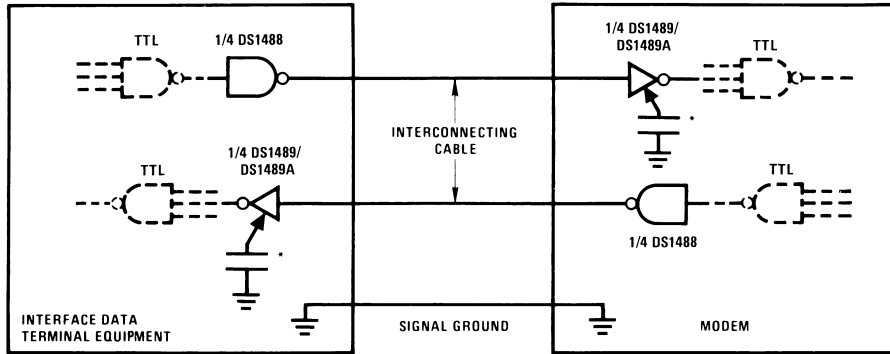 TTL
1/4 DS1488
1/4 DS1489/
DS1489A
TTL
*
INTERCONNECTING
CABLE
TTL
1/4 DS1489/
DS1489A
*
TTL
1/4 DS1488
INTERFACE DATA
TERMINAL EQUIPMENT
SIGNAL GROUND
MODEM